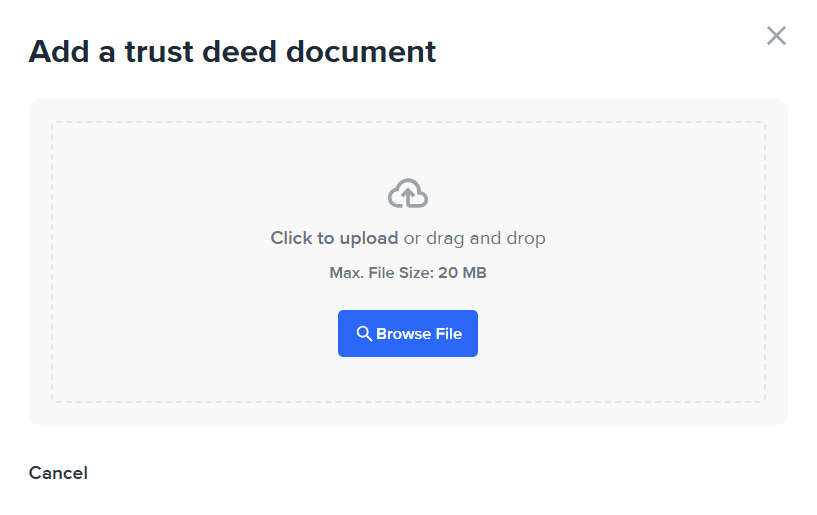 Add a trust deed document
Click to upload or drag and drop
Max. File Size: 20 MB
Browse File
Cancel